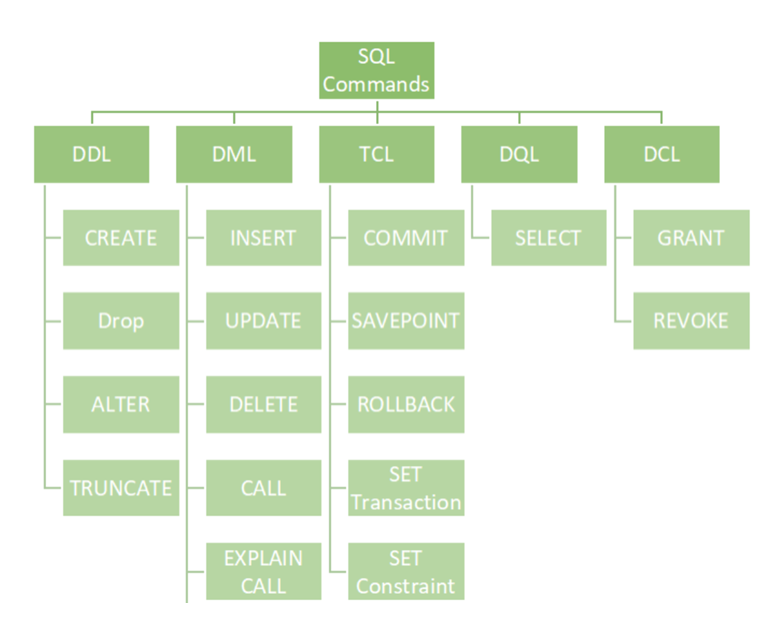 SQL
Commands
DDL
DML
TCL
DQL
DCL
CREATE
INSERT
COMMIT
SELECT
GRANT
Drop
UPDATE
SAVEPOINT
REVOKE
ALTER
DELETE
ROLLBACK
TRUNCATE
CALL
SET
Transaction
EXPLAIN
CALL
SET
Constraint